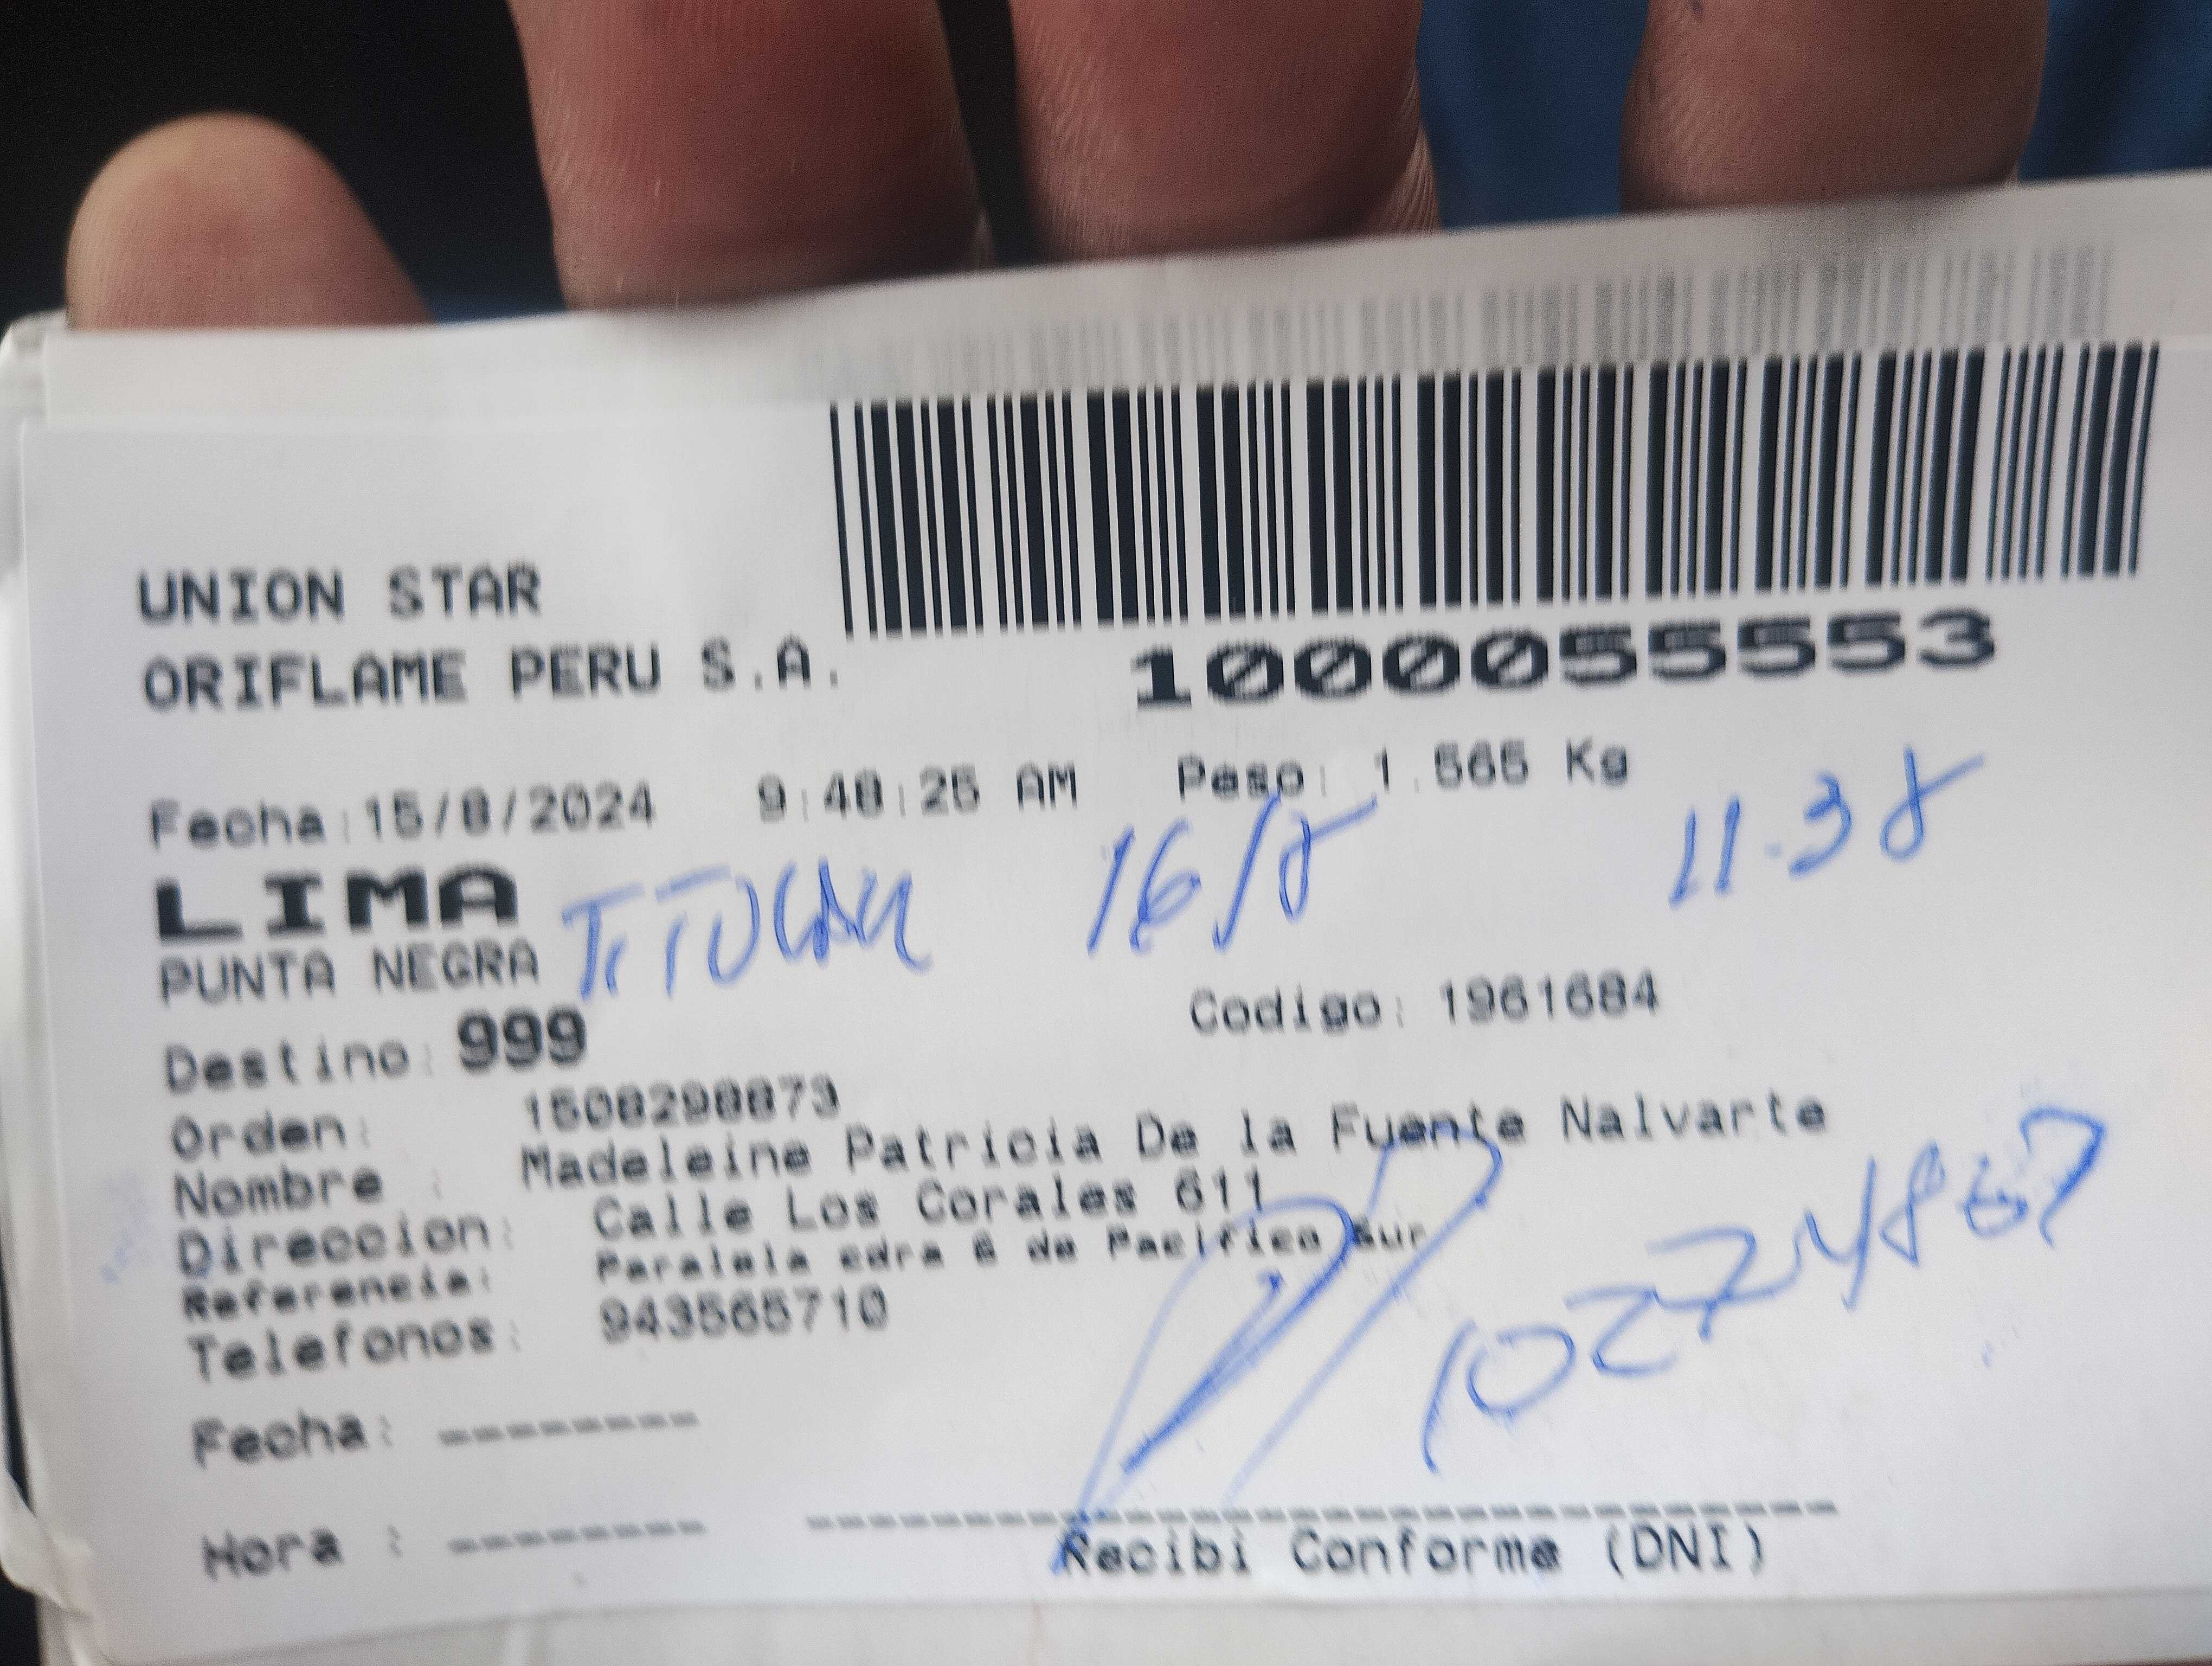 UNION STAR
ORIFLAME PERU S.A.
1000055553
Fecha:15/8/2024 9:48:25 AM Peso: 1.565 Kg
16/8 11.38
LIMA TITULAR
PUNTA NEGRA
Codigo: 1961684
Destino: 999
Orden:
Nombre : Madeleine Patricia De la Fuente Nalvarte
Direccion: Calle Los Corales 611
Referencia: Paralela cdra 6 de Pacifico Sur
Telefonos: 943565710
Fecha: --------
Hora : --------
Recibi Conforme (DNI)